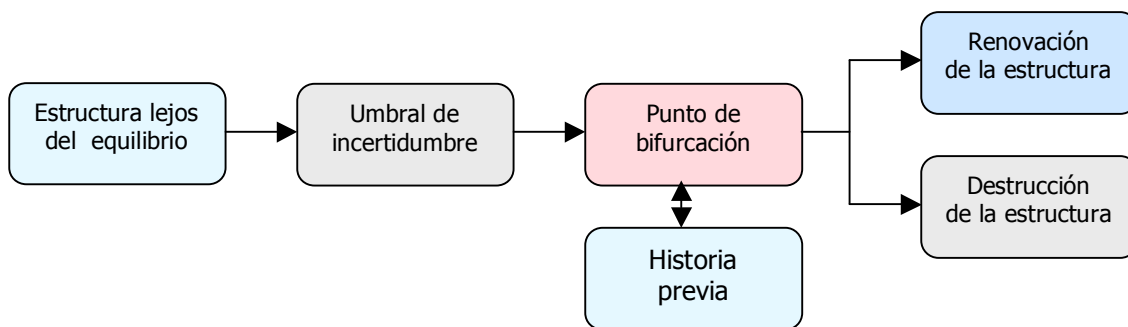 Estructura lejos
del equilibrio
Umbral de
incertidumbre
Punto de
bifurcación
Historia
previa
Renovación
de la estructura
Destrucción
de la estructura